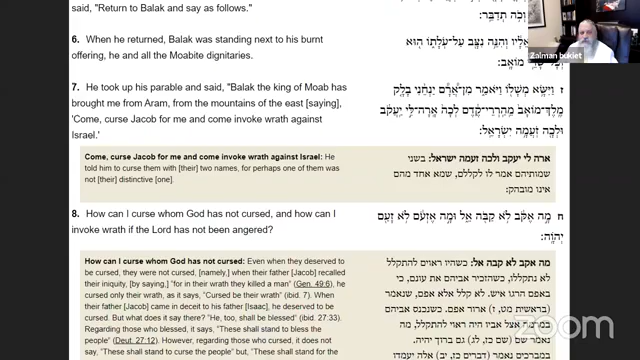 said, "Return to Balak and say as follows."
6. When he returned, Balak was standing next to his burnt
offering, he and all the Moabite dignitaries.
7. He took up his parable and said, "Balak the king of Moab has
brought me from Aram, from the mountains of the east [saying],
'Come, curse Jacob for me and come invoke wrath against
Israel.'
Come, curse Jacob for me and come invoke wrath against Israel: He
told him to curse them with [their] two names, for perhaps one of them was
not [their] distinctive [one].
8. How can I curse whom God has not cursed, and how can I
invoke wrath if the Lord has not been angered?
How can I curse whom God has not cursed: Even when they deserved to
be cursed, they were not cursed, [namely,] when their father [Jacob] recalled
their iniquity, [by saying,] "for in their wrath they killed a man" (Gen. 49:6),
he cursed only their wrath, as it says, "Cursed be their wrath" (ibid. 7). When
their father [Jacob] came in deceit to his father [Isaac], he deserved to be
cursed. But what does it say there? "He, too, shall be blessed" (ibid. 27:33).
Regarding those who blessed, it says, "These shall stand to bless the
people" (Deut. 27:12). However, regarding those who cursed, it does not
say, "These shall stand to curse the people" but, "These shall stand for the
וְכֹה תְדַבֵּר:
אֵלָיו וְהִנֵּה נִצָּב עַל־עֹלָתוֹ הוּא
וְכָל־שָׂרֵי מוֹאָב:
ז וַיִּשָּׂא מְשָׁלוֹ וַיֹּאמַר מִן־אֲרָם יַנְחֵנִי בָלָק
מֶלֶךְ־מוֹאָב מֵהַרְרֵי־קֶדֶם לְכָה אָרָה־לִּי יַעֲקֹב
וּלְכָה זֹעֲמָה יִשְׂרָאֵל:
ארה לי יעקב ולכה זעמה ישראל: בשני
שמותיהם אמר לו לקללם, שמא אחד מהם
אינו מובהק:
ח מָה אֶקֹּב לֹא קַבֹּה אֵל וּמָה אֶזְעֹם לֹא זָעַם
יְהֹוָה:
מה אקב לא קבה אל: כשהיו ראוים להתקלל
לא נתקללו, כשהזכיר אביהם את עונם, כי
באפם הרגו איש. לא קלל אלא אפם, שנאמר
(בראשית מט, ז) ארור אפם. כשנכנס אביהם
במרמה אצל אביו היה ראוי להתקלל, מה
נאמר שם (שם כז, לג) גם ברוך יהיה.
במברכים נאמר (דברים כז, יב) אלה יעמדו
Zalman bukiet
zoom